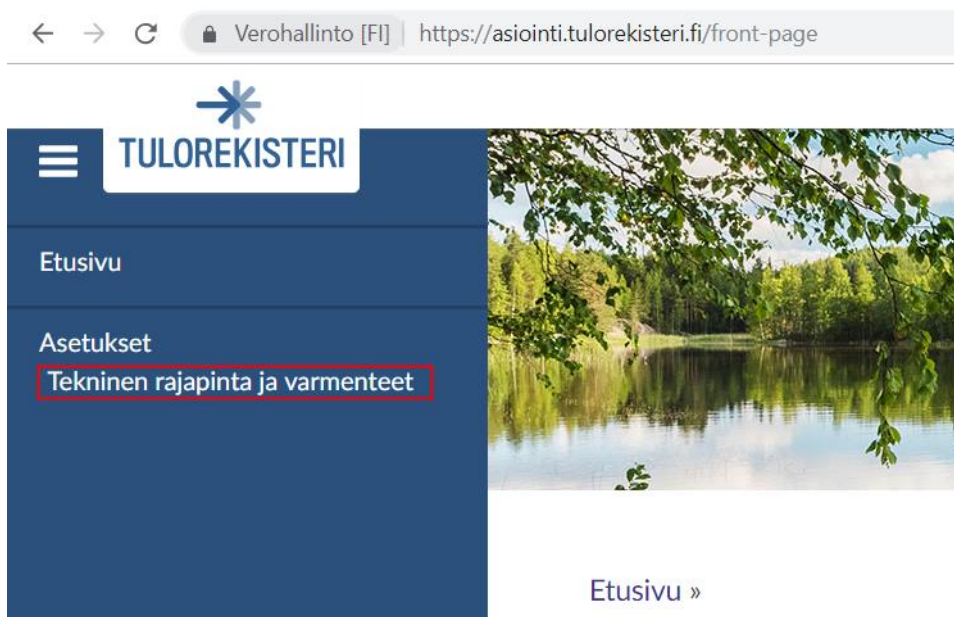 Verohallinto [FI] https://asiointi.tulorekisteri.fi/front-page
TULOREKISTERI
Etusivu
Asetukset
Tekninen rajapinta ja varmenteet
Etusivu »